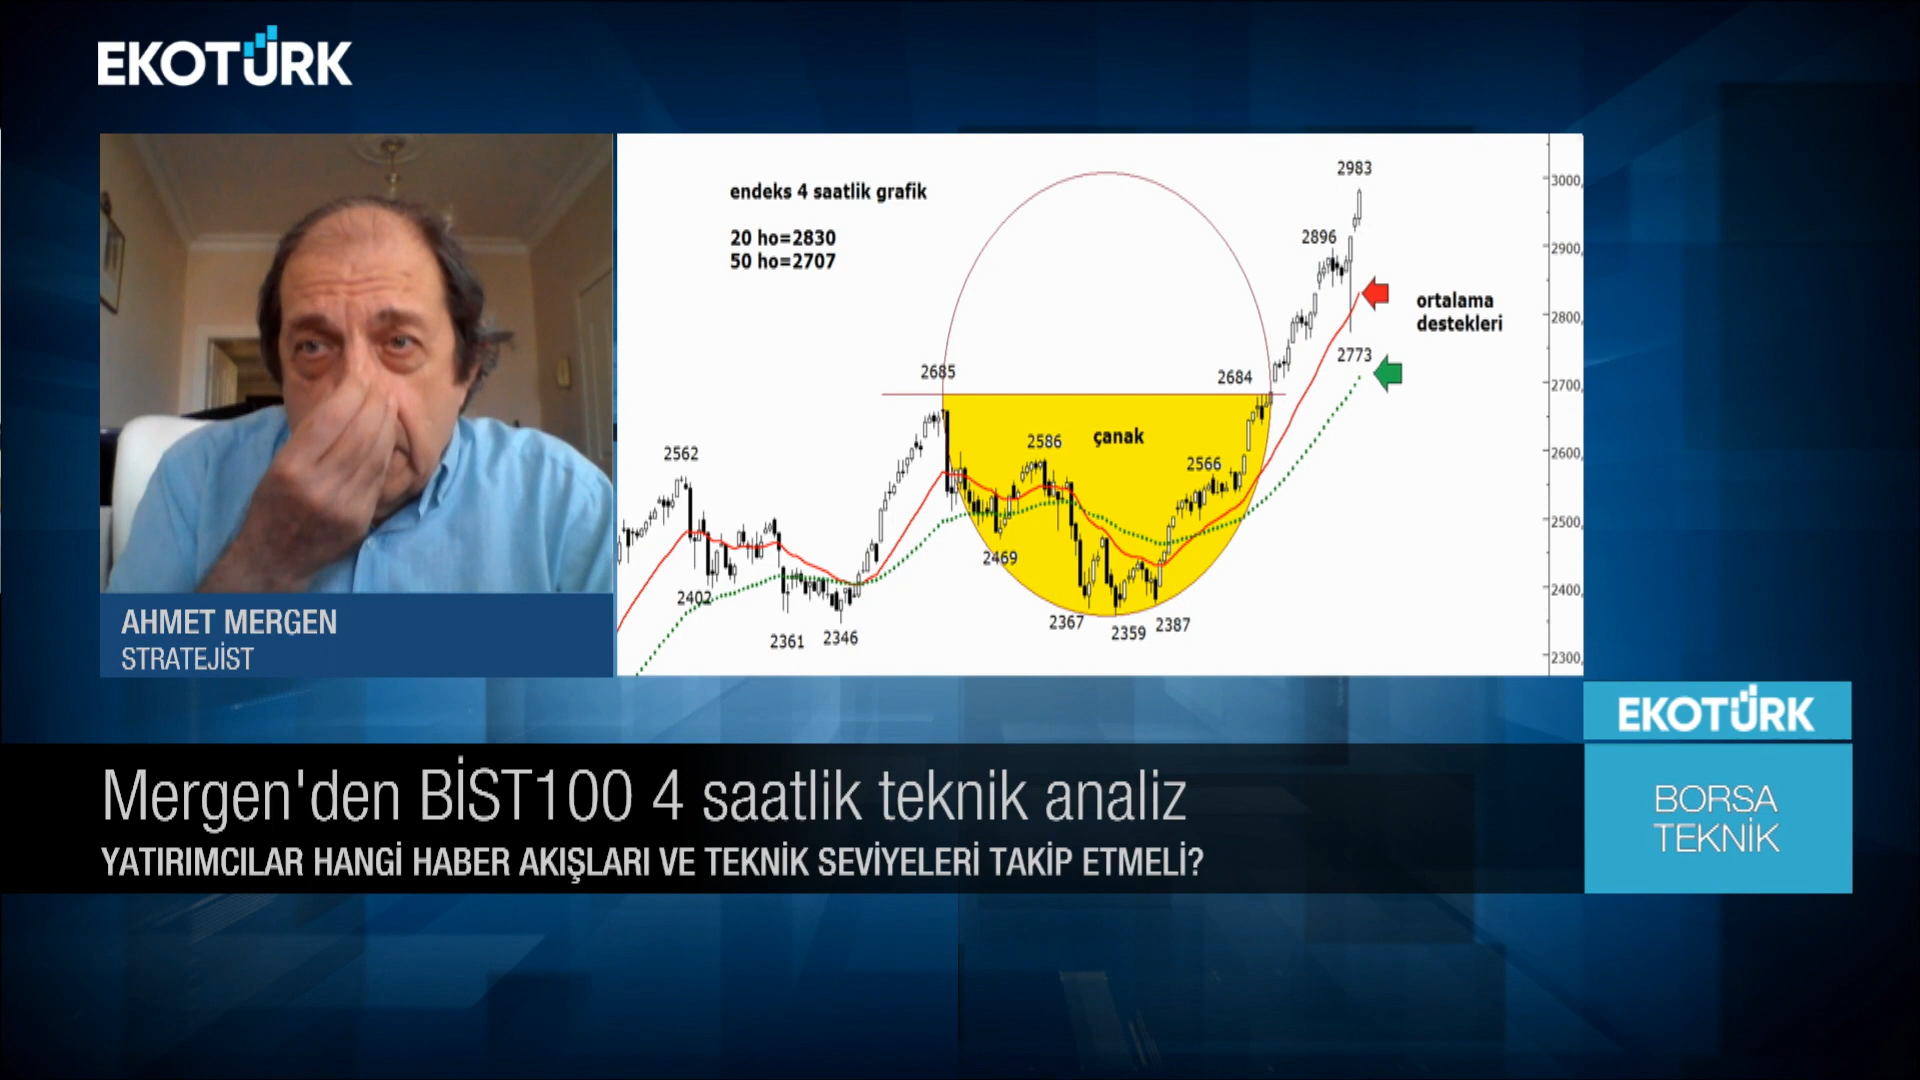 EKOTÜRK
endeks 4 saatlik grafik
20 ho=2830
50 ho=2707
2983
2896
ortalama
destekleri
2773
2685
2684
çanak
2586
2566
2562
2469
2402
2367
2359
2387
2361
2346
3000,
2900,
2800,
2700,
2600,
2500,
2400,
2300,
AHMET MERGEN
STRATEJİST
EKOTÜRK
Mergen'den BİST100 4 saatlik teknik analiz
YATIRIMCILAR HANGİ HABER AKIŞLARI VE TEKNİK SEVİYELERİ TAKİP ETMELİ?
BORSA
TEKNİK